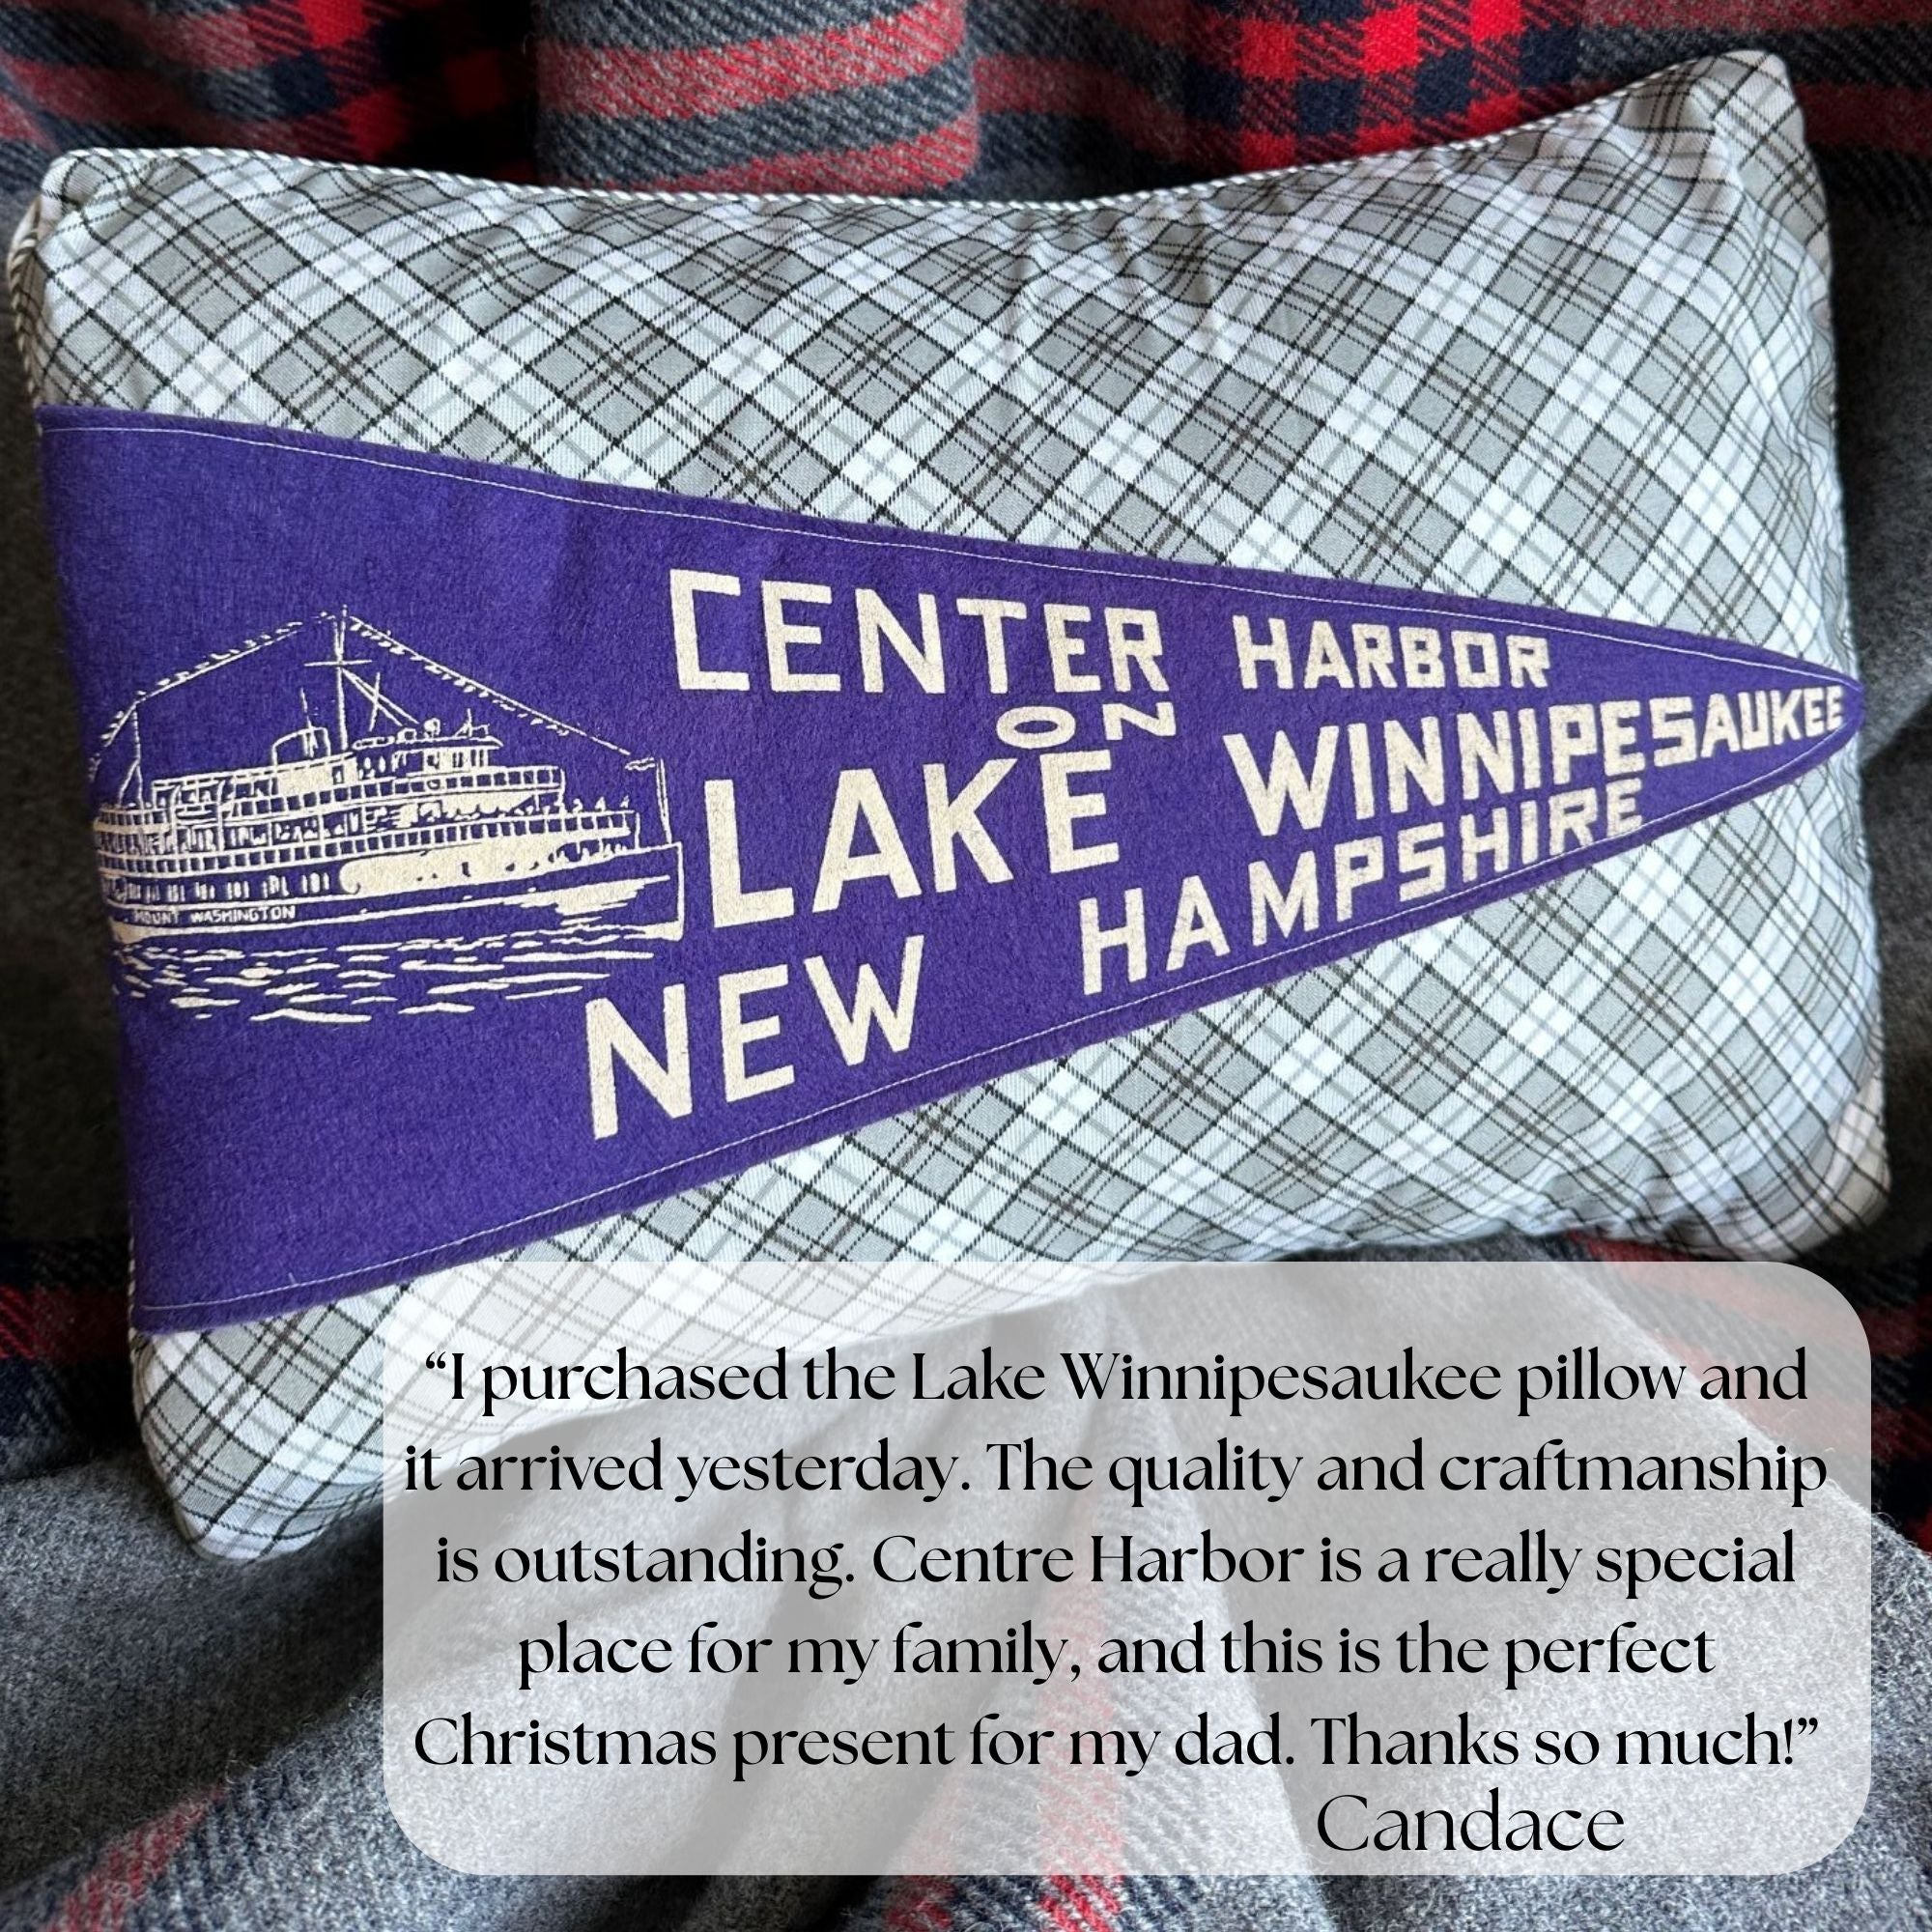 CENTER HARBOR
ON
LAKE WINNIPESAUKEE
NEW HAMPSHIRE
MOUNT WASHINGTON
“I purchased the Lake Winnipesaukee pillow and
it arrived yesterday. The quality and craftmanship
is outstanding. Centre Harbor is a really special
place for my family, and this is the perfect
Christmas present for my dad. Thanks so much!”
Candace